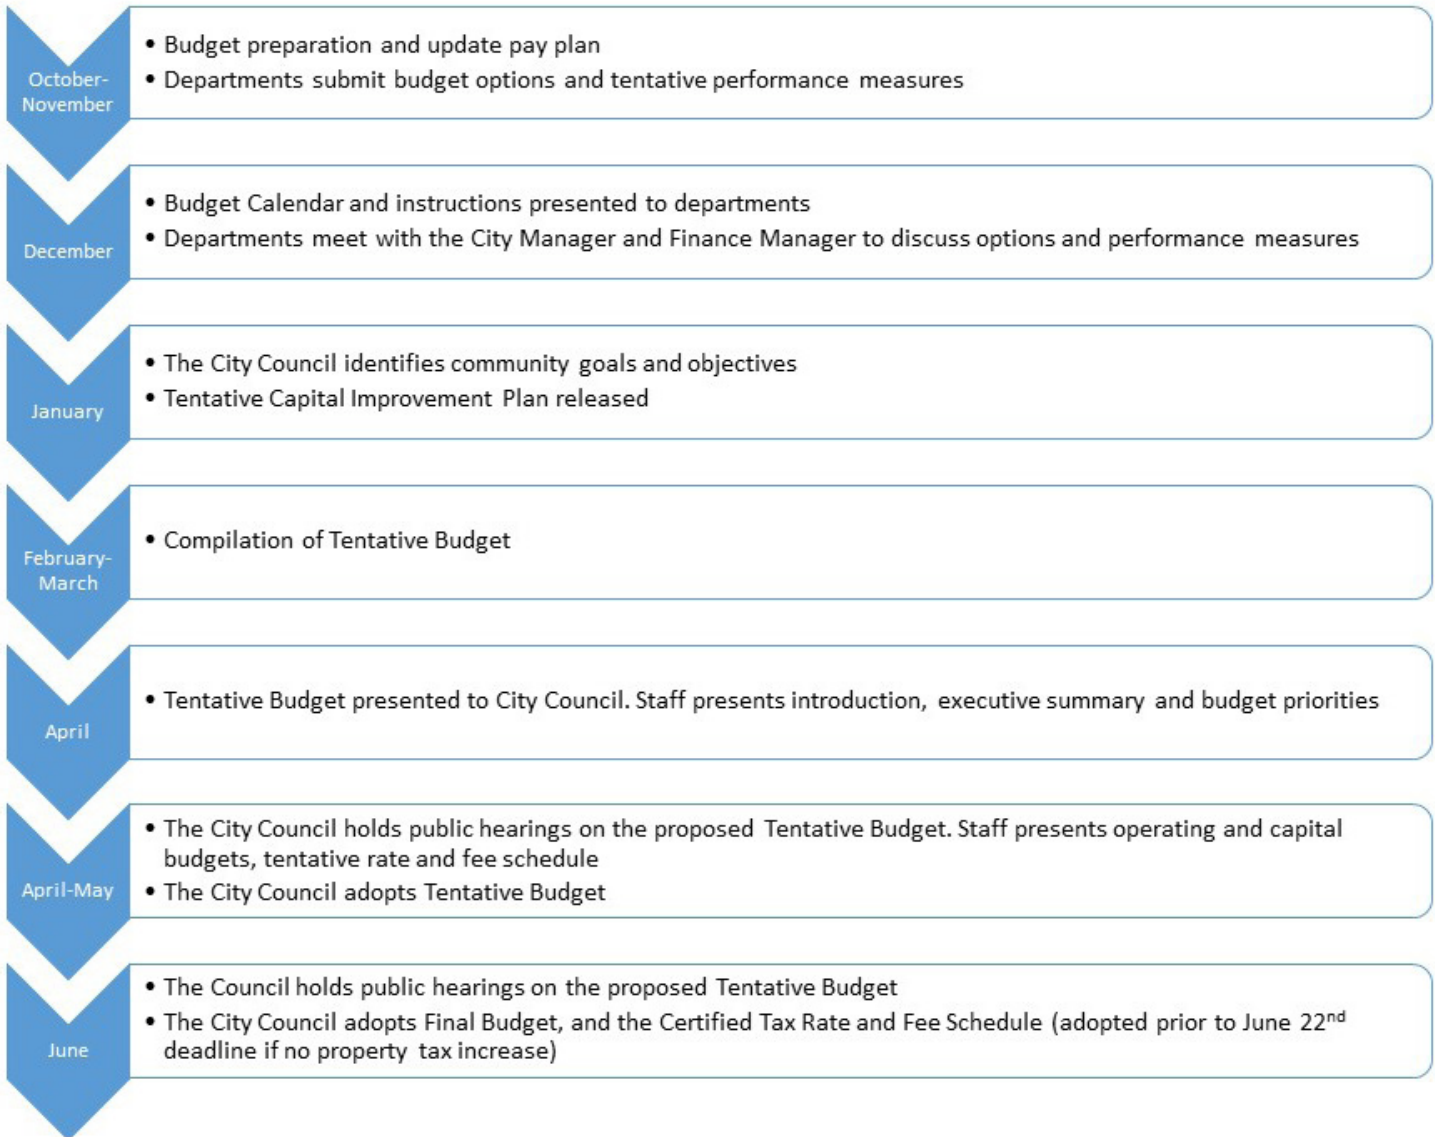 October-
November
• Budget preparation and update pay plan
• Departments submit budget options and tentative performance measures
December
• Budget Calendar and instructions presented to departments
• Departments meet with the City Manager and Finance Manager to discuss options and performance measures
January
• The City Council identifies community goals and objectives
• Tentative Capital Improvement Plan released
February-
March
• Compilation of Tentative Budget
April
• Tentative Budget presented to City Council. Staff presents introduction, executive summary and budget priorities
April-May
• The City Council holds public hearings on the proposed Tentative Budget. Staff presents operating and capital
budgets, tentative rate and fee schedule
• The City Council adopts Tentative Budget
June
• The Council holds public hearings on the proposed Tentative Budget
• The City Council adopts Final Budget, and the Certified Tax Rate and Fee Schedule (adopted prior to June 22nd
deadline if no property tax increase)